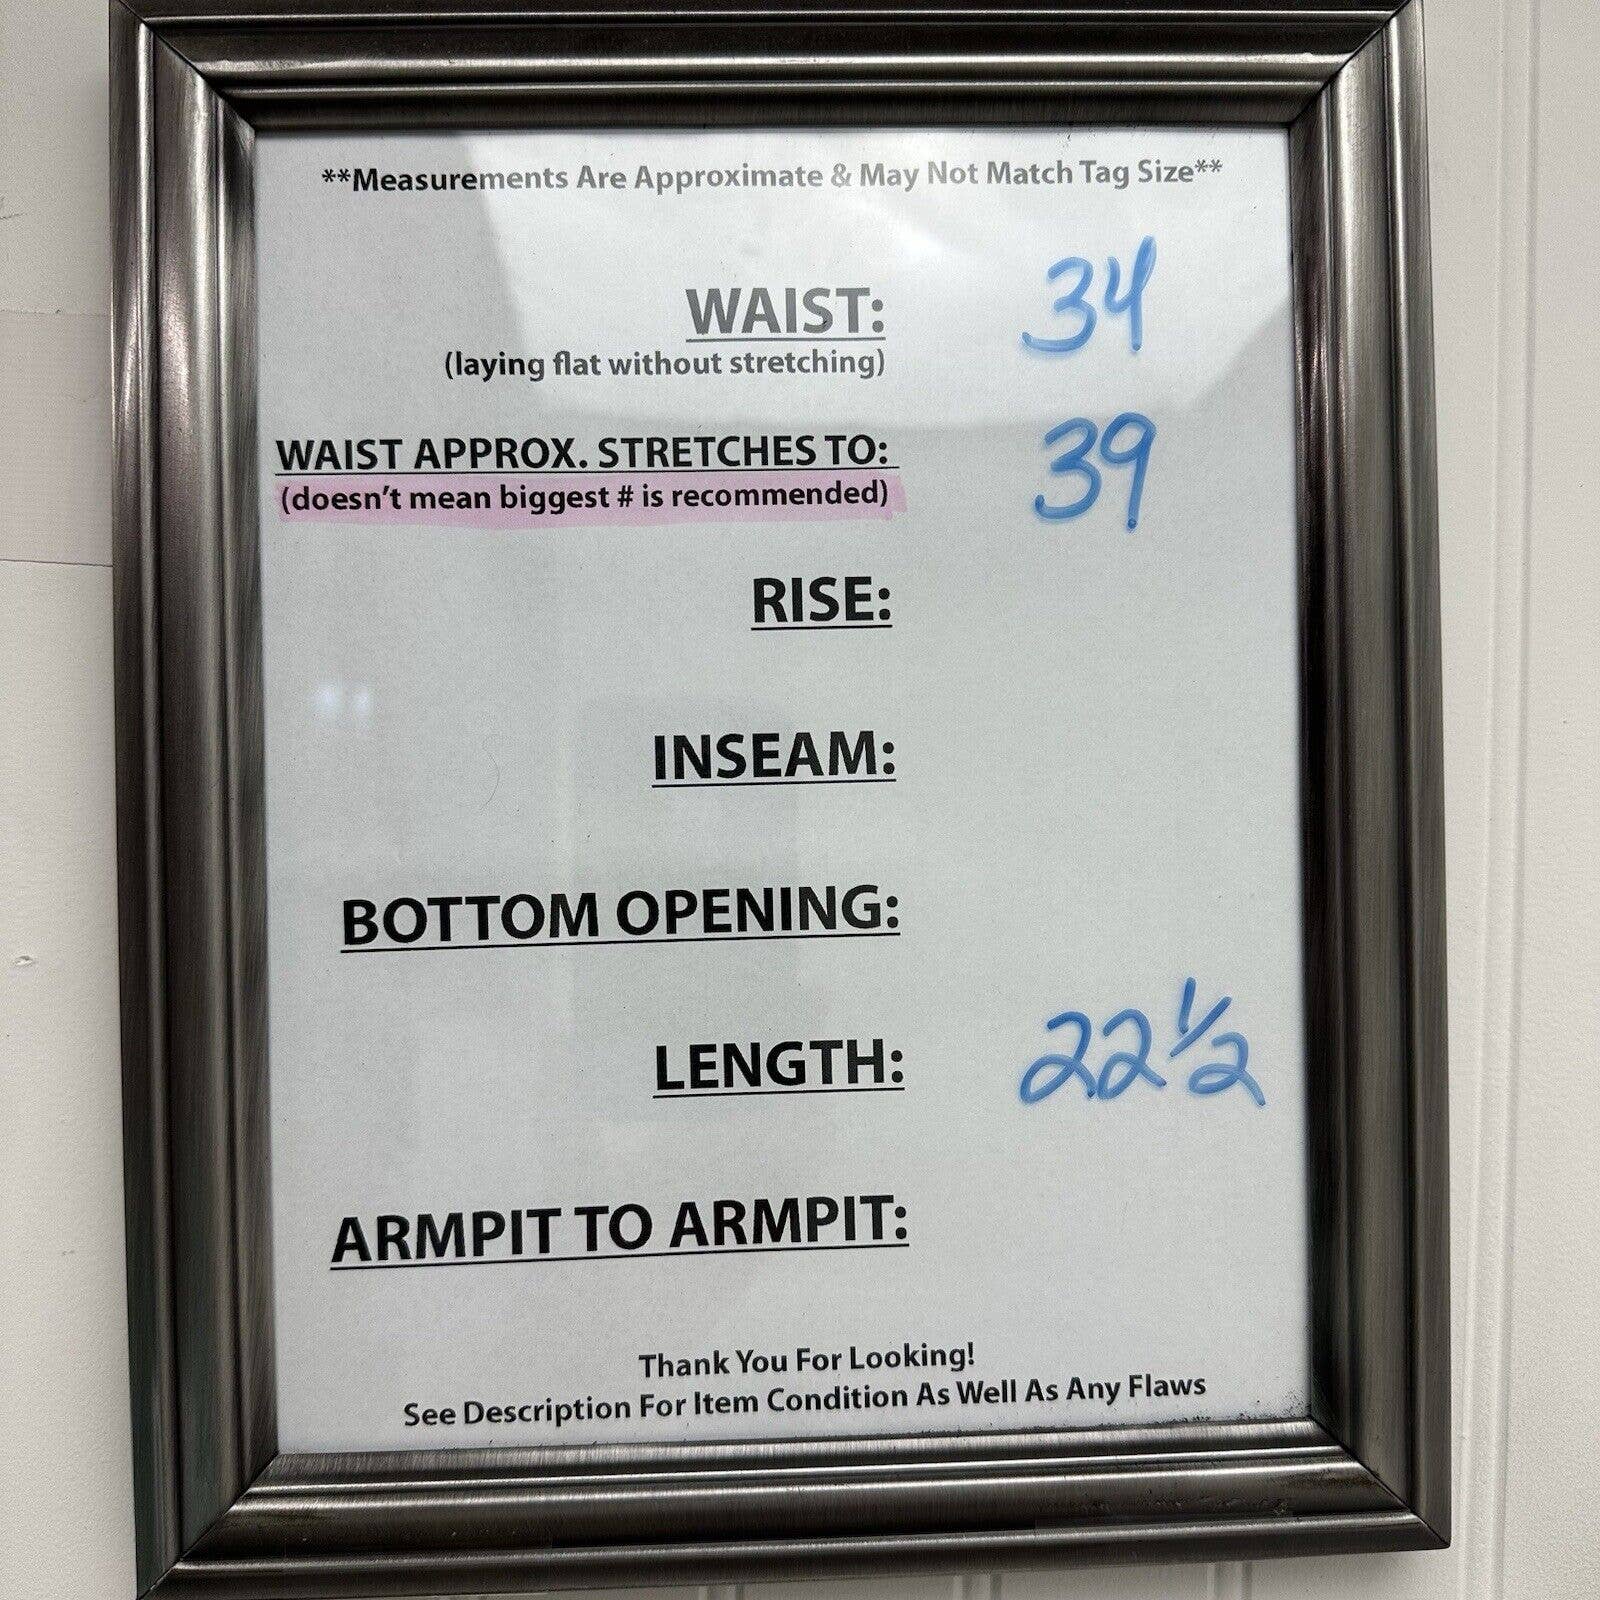 **Measurements Are Approximate & May Not Match Tag Size**
WAIST: 34
(laying flat without stretching)
WAIST APPROX. STRETCHES TO: 39
(doesn't mean biggest # is recommended)
RISE:
INSEAM:
BOTTOM OPENING:
LENGTH: 22 1/2
ARMPIT TO ARMPIT:
Thank You For Looking!
See Description For Item Condition As Well As Any Flaws